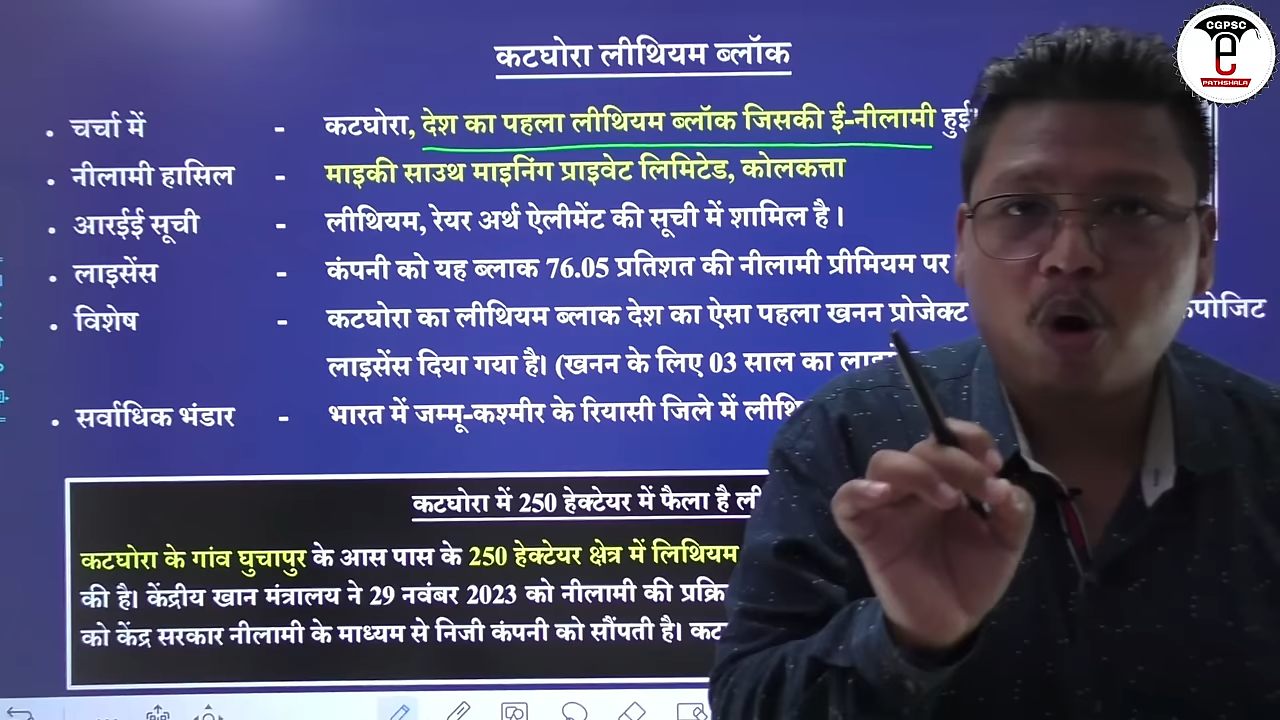 CGPSC
e
PATHSHALA
कटघोरा लीथियम ब्लॉक
. चर्चा में - कटघोरा, देश का पहला लीथियम ब्लॉक जिसकी ई-नीलामी हुई
. नीलामी हासिल - माइकी साउथ माइनिंग प्राइवेट लिमिटेड, कोलकत्ता
. आरईई सूची - लीथियम, रेयर अर्थ ऐलीमेंट की सूची में शामिल है ।
. लाइसेंस - कंपनी को यह ब्लाक 76.05 प्रतिशत की नीलामी प्रीमियम पर
. विशेष - कटघोरा का लीथियम ब्लाक देश का ऐसा पहला खनन प्रोजेक्ट
लाइसेंस दिया गया है। (खनन के लिए 03 साल का
. सर्वाधिक भंडार - भारत में जम्मू-कश्मीर के रियासी जिले में
कटघोरा में 250 हेक्टेयर में फैला है
कटघोरा के गांव घुचापुर के आस पास के 250 हेक्टेयर क्षेत्र में लिथियम
की है। केंद्रीय खान मंत्रालय ने 29 नवंबर 2023 को नीलामी की
को केंद्र सरकार नीलामी के माध्यम से निजी कंपनी को सौंपती है।